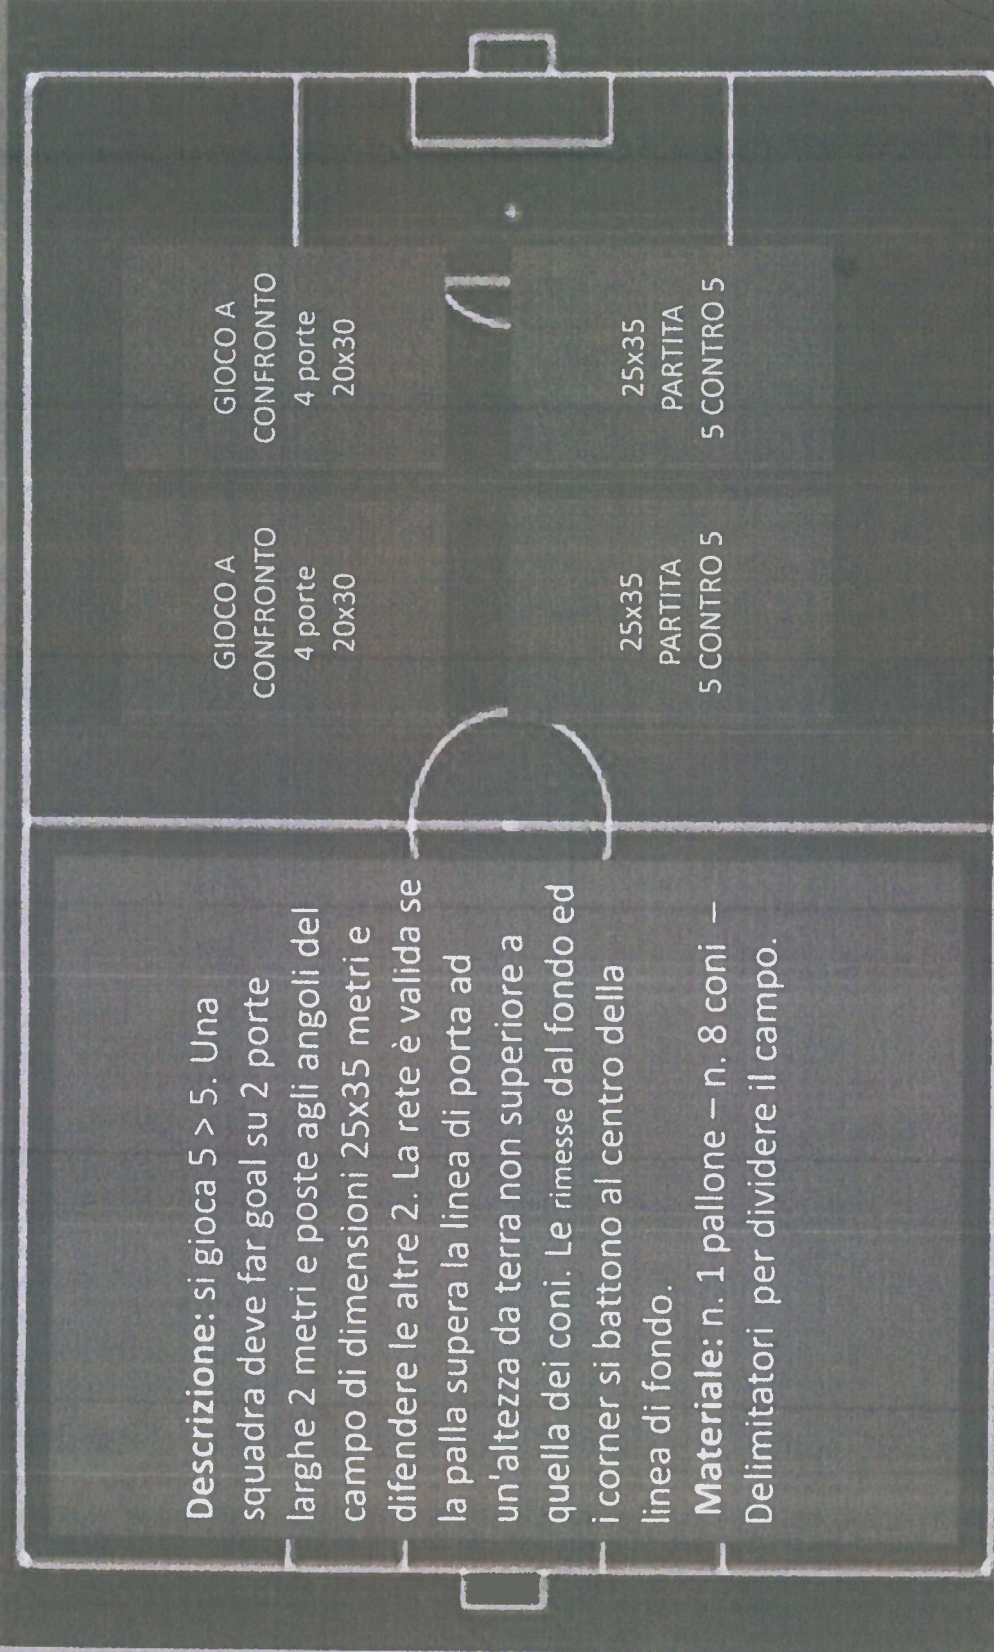 Descrizione: si gioca 5 > 5. Una
squadra deve far goal su 2 porte
larghe 2 metri e poste agli angoli del
campo di dimensioni 25x35 metri e
difendere le altre 2. La rete è valida se
la palla supera la linea di porta ad
un'altezza da terra non superiore a
quella dei coni. Le rimesse dal fondo ed
i corner si battono al centro della
linea di fondo.
Materiale: n. 1 pallone – n. 8 coni –
Delimitatori per dividere il campo.
GIOCO A
CONFRONTO
4 porte
20x30
GIOCO A
CONFRONTO
4 porte
20x30
25x35
PARTITA
5 CONTRO 5
25x35
PARTITA
5 CONTRO 5